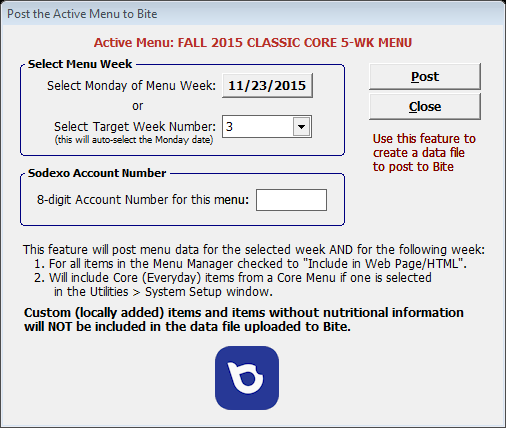 Post the Active Menu to Bite
Active Menu: FALL 2015 CLASSIC CORE 5-WK MENU
Select Menu Week
Select Monday of Menu Week: 11/23/2015
or
Select Target Week Number: 3
(this will auto-select the Monday date)
Post
Close
Use this feature to
create a data file
to post to Bite
Sodexo Account Number
8-digit Account Number for this menu:
This feature will post menu data for the selected week AND for the following week:
1. For all items in the Menu Manager checked to "Include in Web Page/HTML".
2. Will include Core (Everyday) items from a Core Menu if one is selected
in the Utilities > System Setup window.
Custom (locally added) items and items without nutritional information
will NOT be included in the data file uploaded to Bite.
b